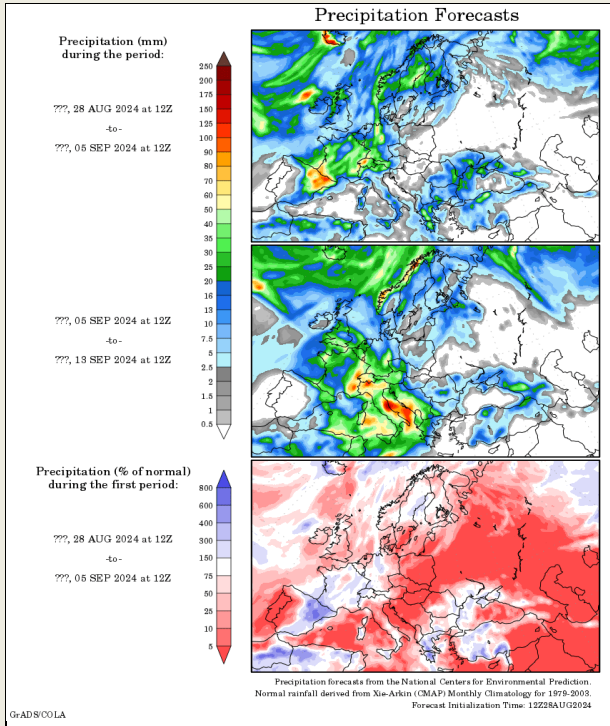 Precipitation Forecasts
Precipitation (mm)
during the period:
???, 28 AUG 2024 at 12Z
-to-
???, 05 SEP 2024 at 12Z
250
200
175
150
125
100
90
80
70
60
50
40
35
30
25
20
16
13
10
7.5
5
2.5
2
1.5
1
0.5
???, 05 SEP 2024 at 12Z
-to-
???, 13 SEP 2024 at 12Z
Precipitation (% of normal)
during the first period:
???, 28 AUG 2024 at 12Z
-to-
???, 05 SEP 2024 at 12Z
800
600
400
300
150
75
50
25
10
5
Precipitation forecasts from the National Centers for Environmental Prediction.
Normal rainfall derived from Xie-Arkin (CMAP) Monthly Climatology for 1979-2003.
Forecast Initialization Time: 12Z28AUG2024
GrADS/COLA